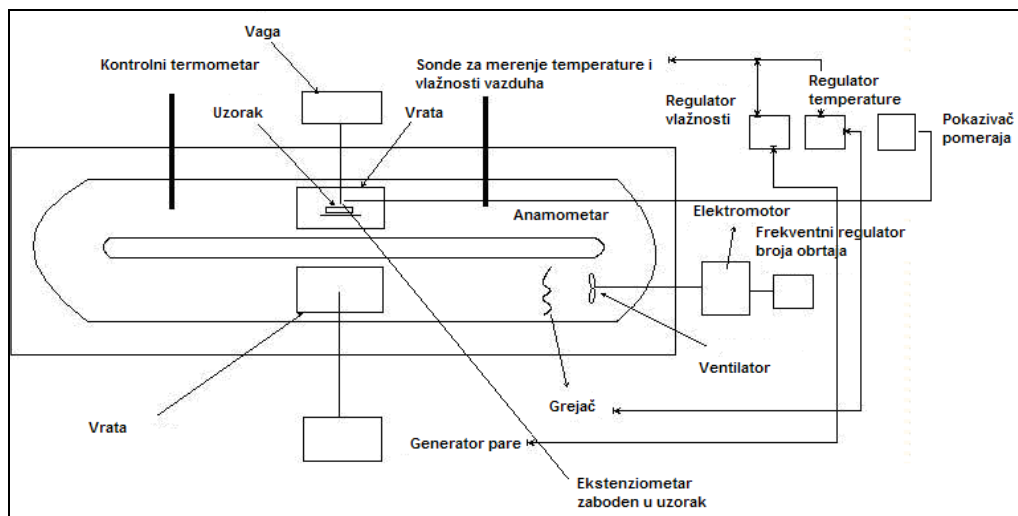 Vaga
Kontrolni termometar
Sonde za merenje temperature i
vlažnosti vazduha
Uzorak
Vrata
Regulator
vlažnosti
Regulator
temperature
Pokazivač
pomeraja
Anamometar
Elektromotor
Frekventni regulator
broja obrtaja
Ventilator
Grejač
Vrata
Generator pare
Ekstenziometar
zaboden u uzorak